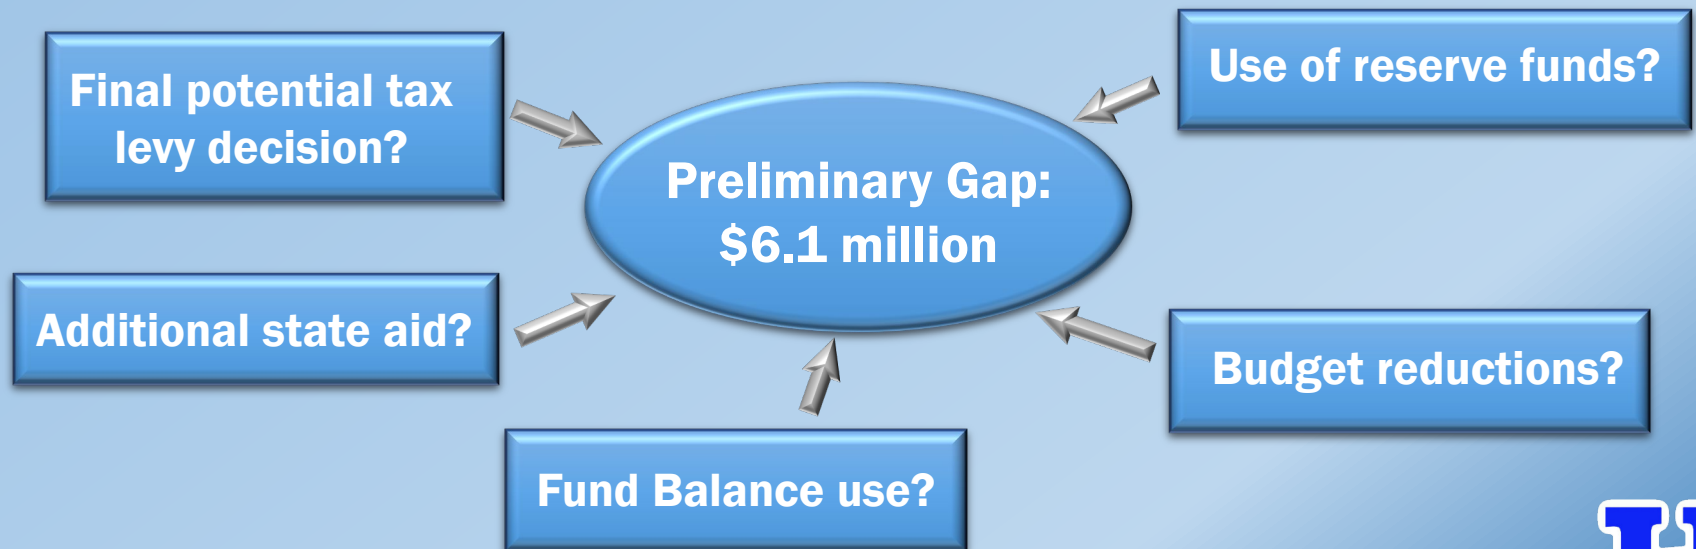 Final potential tax
levy decision?
Use of reserve funds?
Preliminary Gap:
$6.1 million
Additional state aid?
Budget reductions?
Fund Balance use?